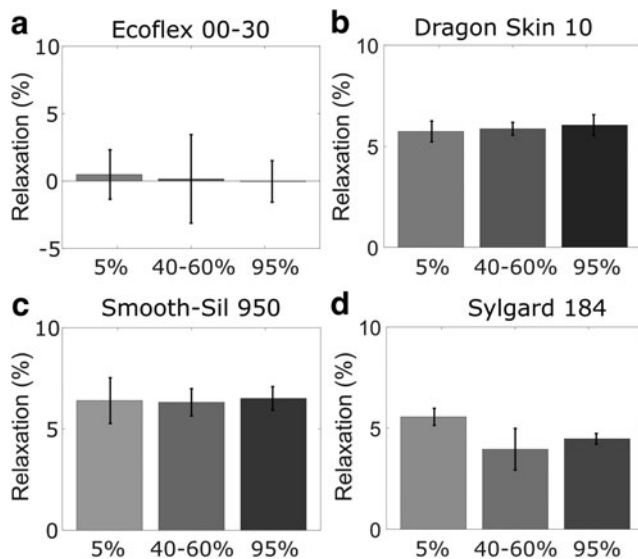 a Ecoflex 00-30
Relaxation (%)
10
5
0
-5
5% 40-60% 95%
b Dragon Skin 10
Relaxation (%)
10
5
0
5% 40-60% 95%
c Smooth-Sil 950
Relaxation (%)
10
5
0
5% 40-60% 95%
d Sylgard 184
Relaxation (%)
10
5
0
5% 40-60% 95%